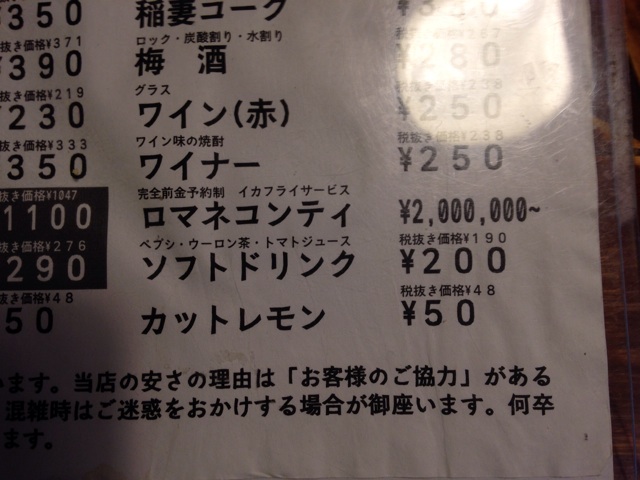 ¥350 稲妻コーク
抜き価格¥371 ロック・炭酸割り・水割り
¥390 梅酒 ¥280
抜き価格¥219 グラス
¥230 ワイン(赤) ¥250
抜き価格¥333 ワイン味の焼酎 税抜き価格¥238
¥350 ワイナー ¥250
抜き価格¥1047 完全前金予約制 イカフライサービス
1100 ロマネコンティ ¥2,000,000~
抜き価格¥276 ペプシ・ウーロン茶・トマトジュース 税抜き価格¥190
290 ソフトドリンク ¥200
抜き価格¥48 税抜き価格¥48
50 カットレモン ¥50
います。当店の安さの理由は「お客様のご協力」がある
混雑時はご迷惑をおかけする場合が御座います。何卒
ます。